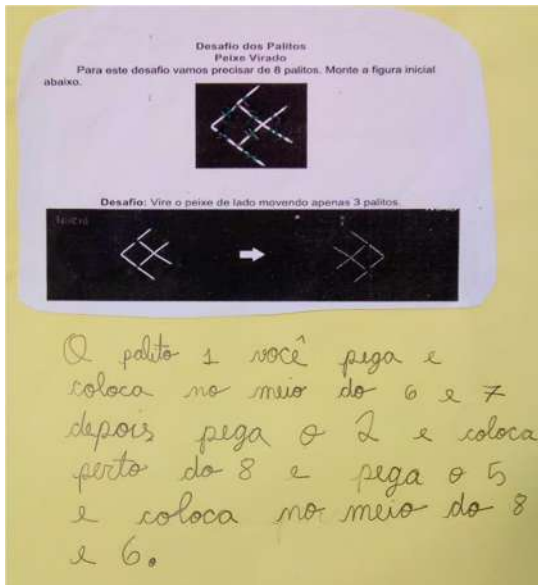 Desafio dos Palitos
Peixe Virado
Para este desafio vamos precisar de 8 palitos. Monte a figura inicial
abaixo.
Desafio: Vire o peixe de lado movendo apenas 3 palitos.
O palito 1 você pega e
coloca no meio do 6 e 7
depois pega o 2 e coloca
perto do 8 e pega o 5
e coloca no meio do 8
e 6.